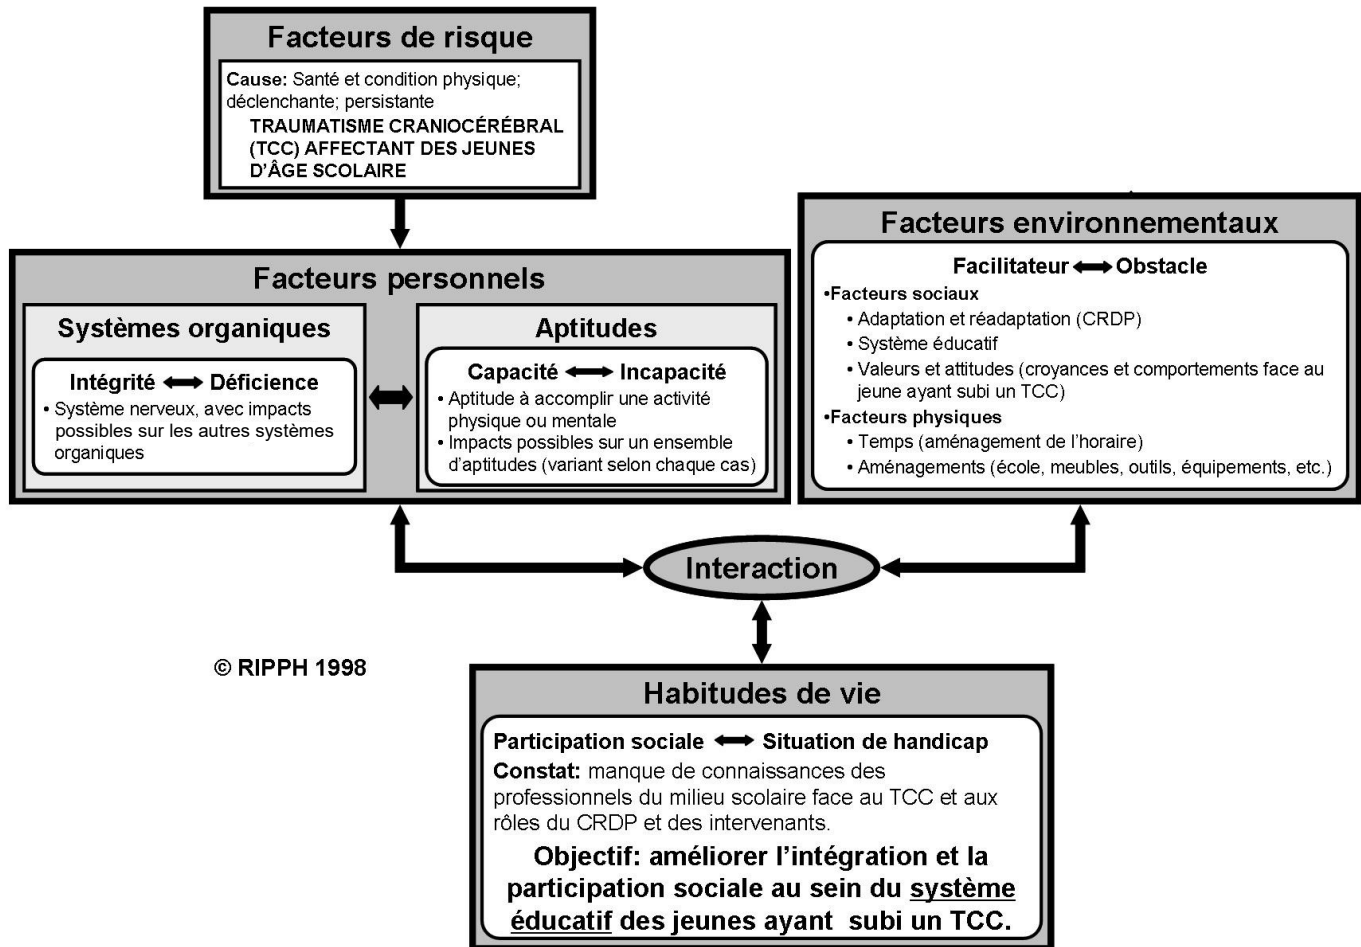 Facteurs de risque
Cause: Santé et condition physique;
déclenchante; persistante
TRAUMATISME CRANIOCÉRÉBRAL
(TCC) AFFECTANT DES JEUNES
D'ÂGE SCOLAIRE
Facteurs personnels
Systèmes organiques
Intégrité Déficience
• Système nerveux, avec impacts
possibles sur les autres systèmes
organiques
Aptitudes
Capacité Incapacité
• Aptitude à accomplir une activité
physique ou mentale
• Impacts possibles sur un ensemble
d'aptitudes (variant selon chaque cas)
Facteurs environnementaux
Facilitateur Obstacle
•Facteurs sociaux
• Adaptation et réadaptation (CRDP)
• Système éducatif
• Valeurs et attitudes (croyances et comportements face au
jeune ayant subi un TCC)
•Facteurs physiques
• Temps (aménagement de l'horaire)
• Aménagements (école, meubles, outils, équipements, etc.)
Interaction
© RIPPH 1998
Habitudes de vie
Participation sociale Situation de handicap
Constat: manque de connaissances des
professionnels du milieu scolaire face au TCC et aux
rôles du CRDP et des intervenants.
Objectif: améliorer l'intégration et la
participation sociale au sein du système
éducatif des jeunes ayant subi un TCC.